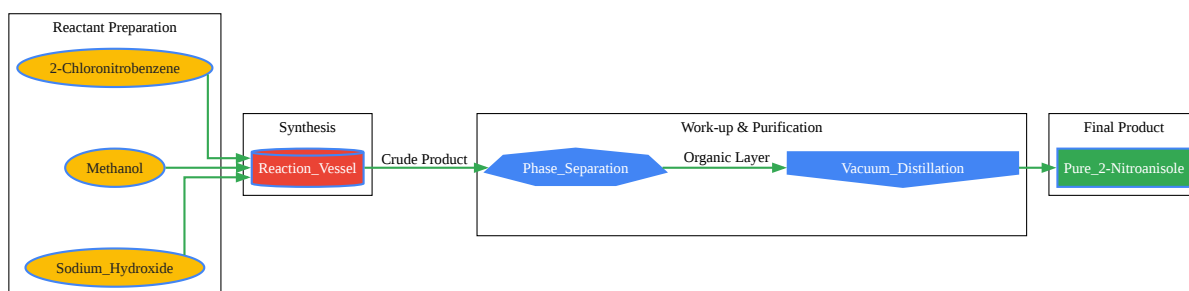 Reactant Preparation
2-Chloronitrobenzene
Methanol
Sodium_Hydroxide
Synthesis
Reaction_Vessel
Crude Product
Work-up & Purification
Phase_Separation
Organic Layer
Vacuum_Distillation
Final Product
Pure_2-Nitroanisole